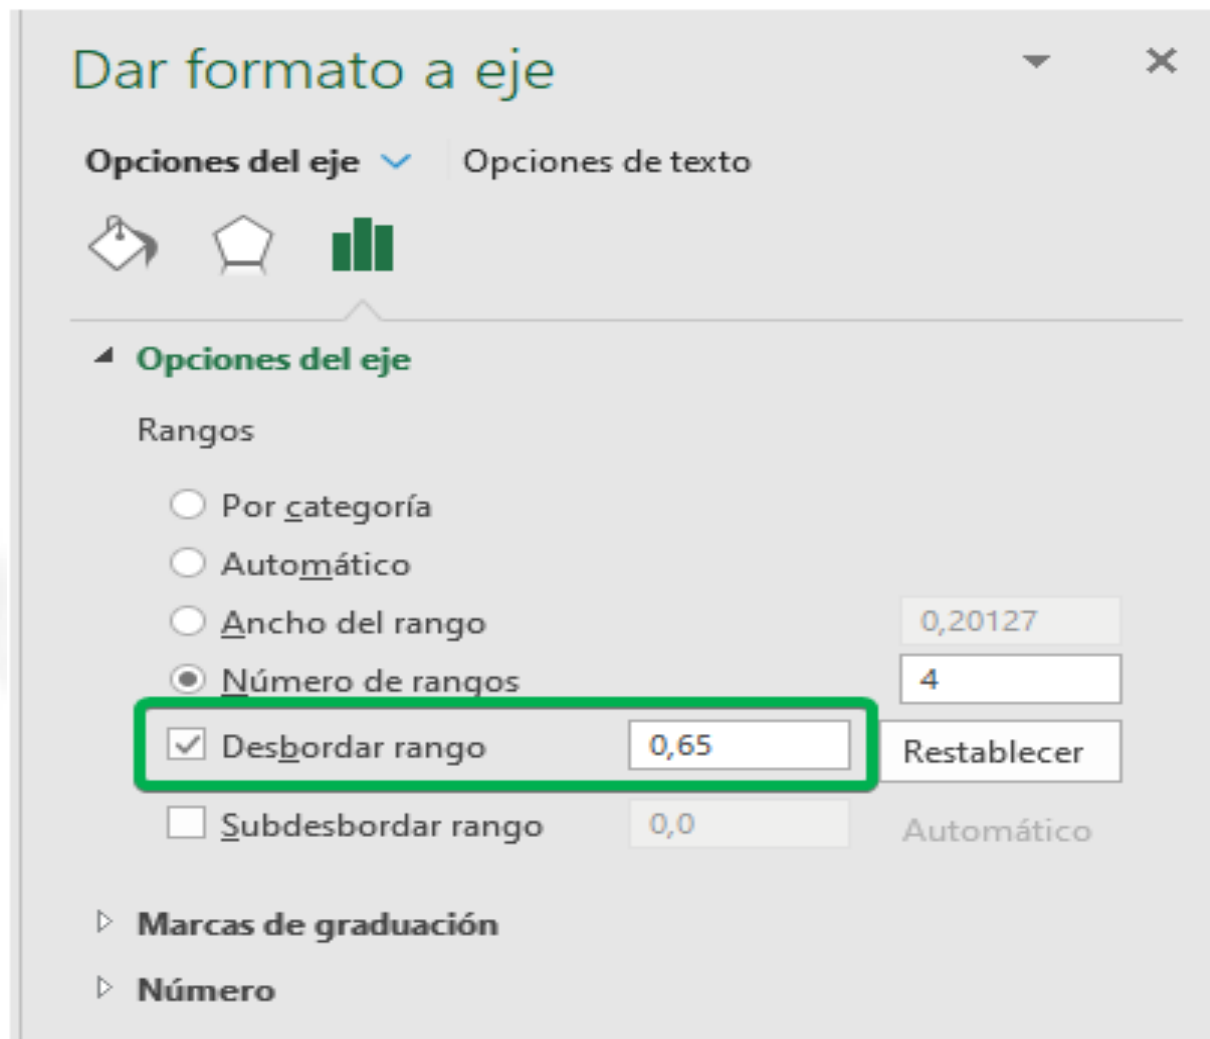 Dar formato a eje
Opciones del eje Opciones de texto
Opciones del eje
Rangos
Por categoría
Automático
Ancho del rango 0,20127
Número de rangos 4
Desbordar rango 0,65 Restablecer
Subdesbordar rango 0,0 Automático
Marcas de graduación
Número